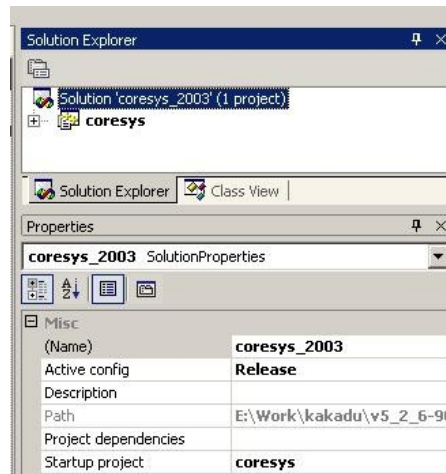 Solution Explorer
Solution 'coresys_2003' (1 project)
coresys
Solution Explorer Class View
Properties
coresys_2003 SolutionProperties
Misc
(Name) coresys_2003
Active config Release
Description
Path E:\Work\kakadu\v5_2_6-9
Project dependencies
Startup project coresys